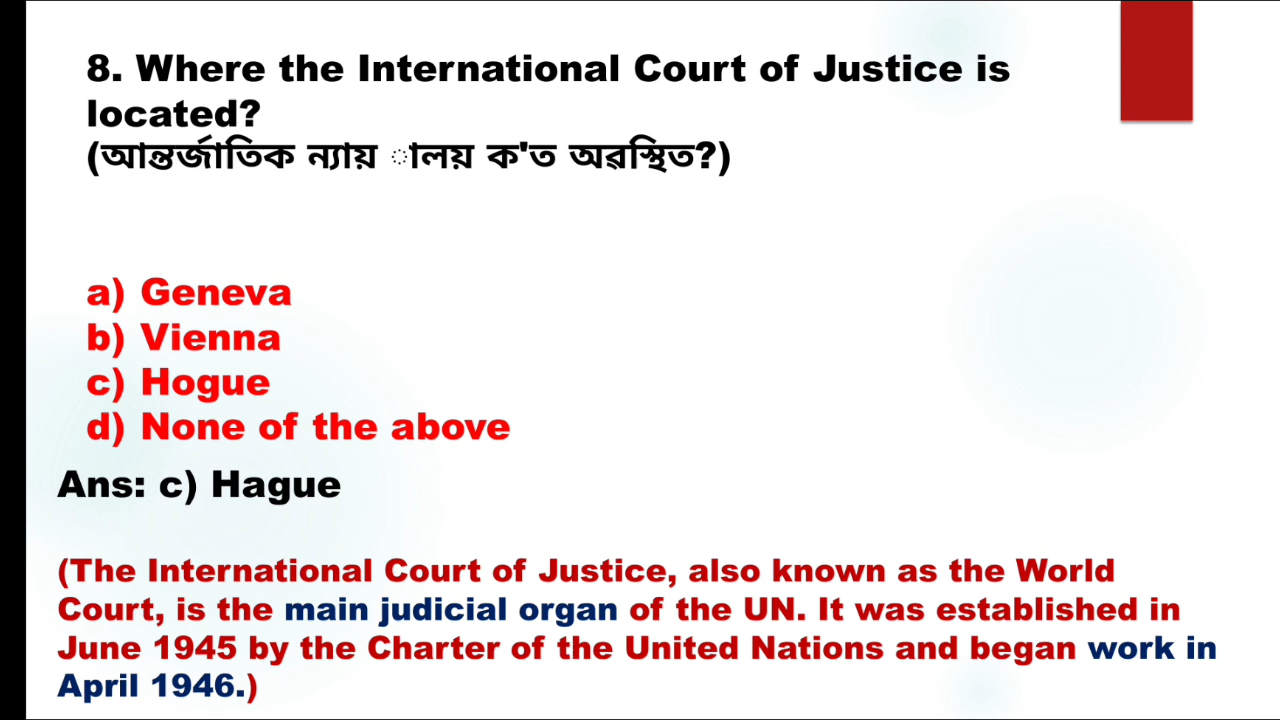 8. Where the International Court of Justice is
located?
(আন্তৰ্জাতিক ন্যায় ালয় ক'ত অৱস্থিত?)
a) Geneva
b) Vienna
c) Hogue
d) None of the above
Ans: c) Hague
(The International Court of Justice, also known as the World
Court, is the main judicial organ of the UN. It was established in
June 1945 by the Charter of the United Nations and began work in
April 1946.)